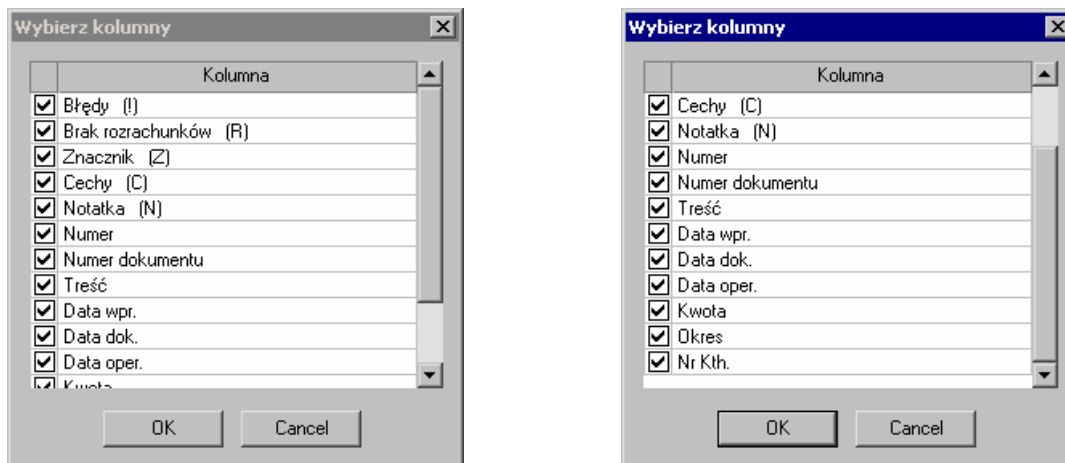 Wybierz kolumny
Kolumna
Błędy (!)
Brak rozrachunków (R)
Znacznik (Z)
Cechy (C)
Notatka (N)
Numer
Numer dokumentu
Treść
Data wpr.
Data dok.
Data oper.
Kwota
OK Cancel
Wybierz kolumny
Kolumna
Cechy (C)
Notatka (N)
Numer
Numer dokumentu
Treść
Data wpr.
Data dok.
Data oper.
Kwota
Okres
Nr Kth.
OK Cancel